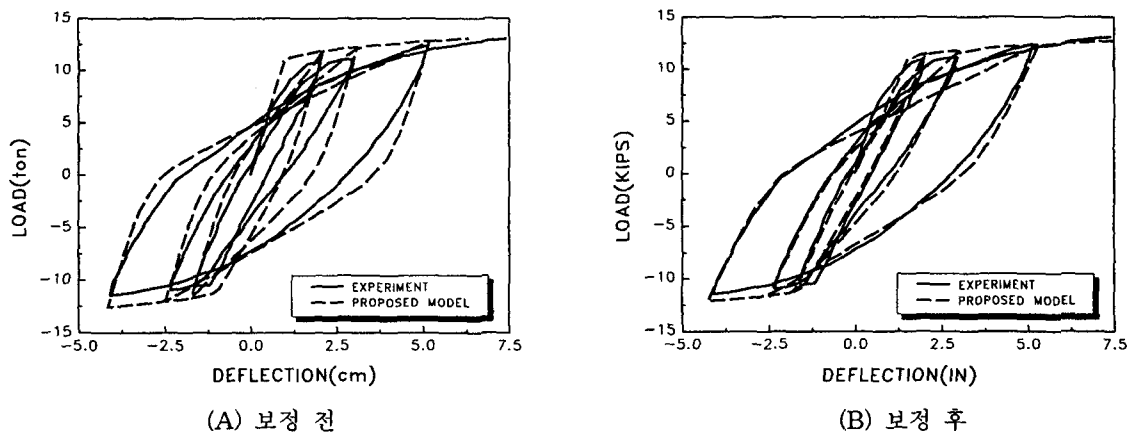 15
10
5
0
-5
-10
-15
LOAD(ton)
EXPERIMENT
PROPOSED MODEL
-5.0 -2.5 0.0 2.5 5.0 7.5
DEFLECTION(cm)
(A) 보정 전
15
10
5
0
-5
-10
-15
LOAD(KIPS)
EXPERIMENT
PROPOSED MODEL
-5.0 -2.5 0.0 2.5 5.0 7.5
DEFLECTION(IN)
(B) 보정 후